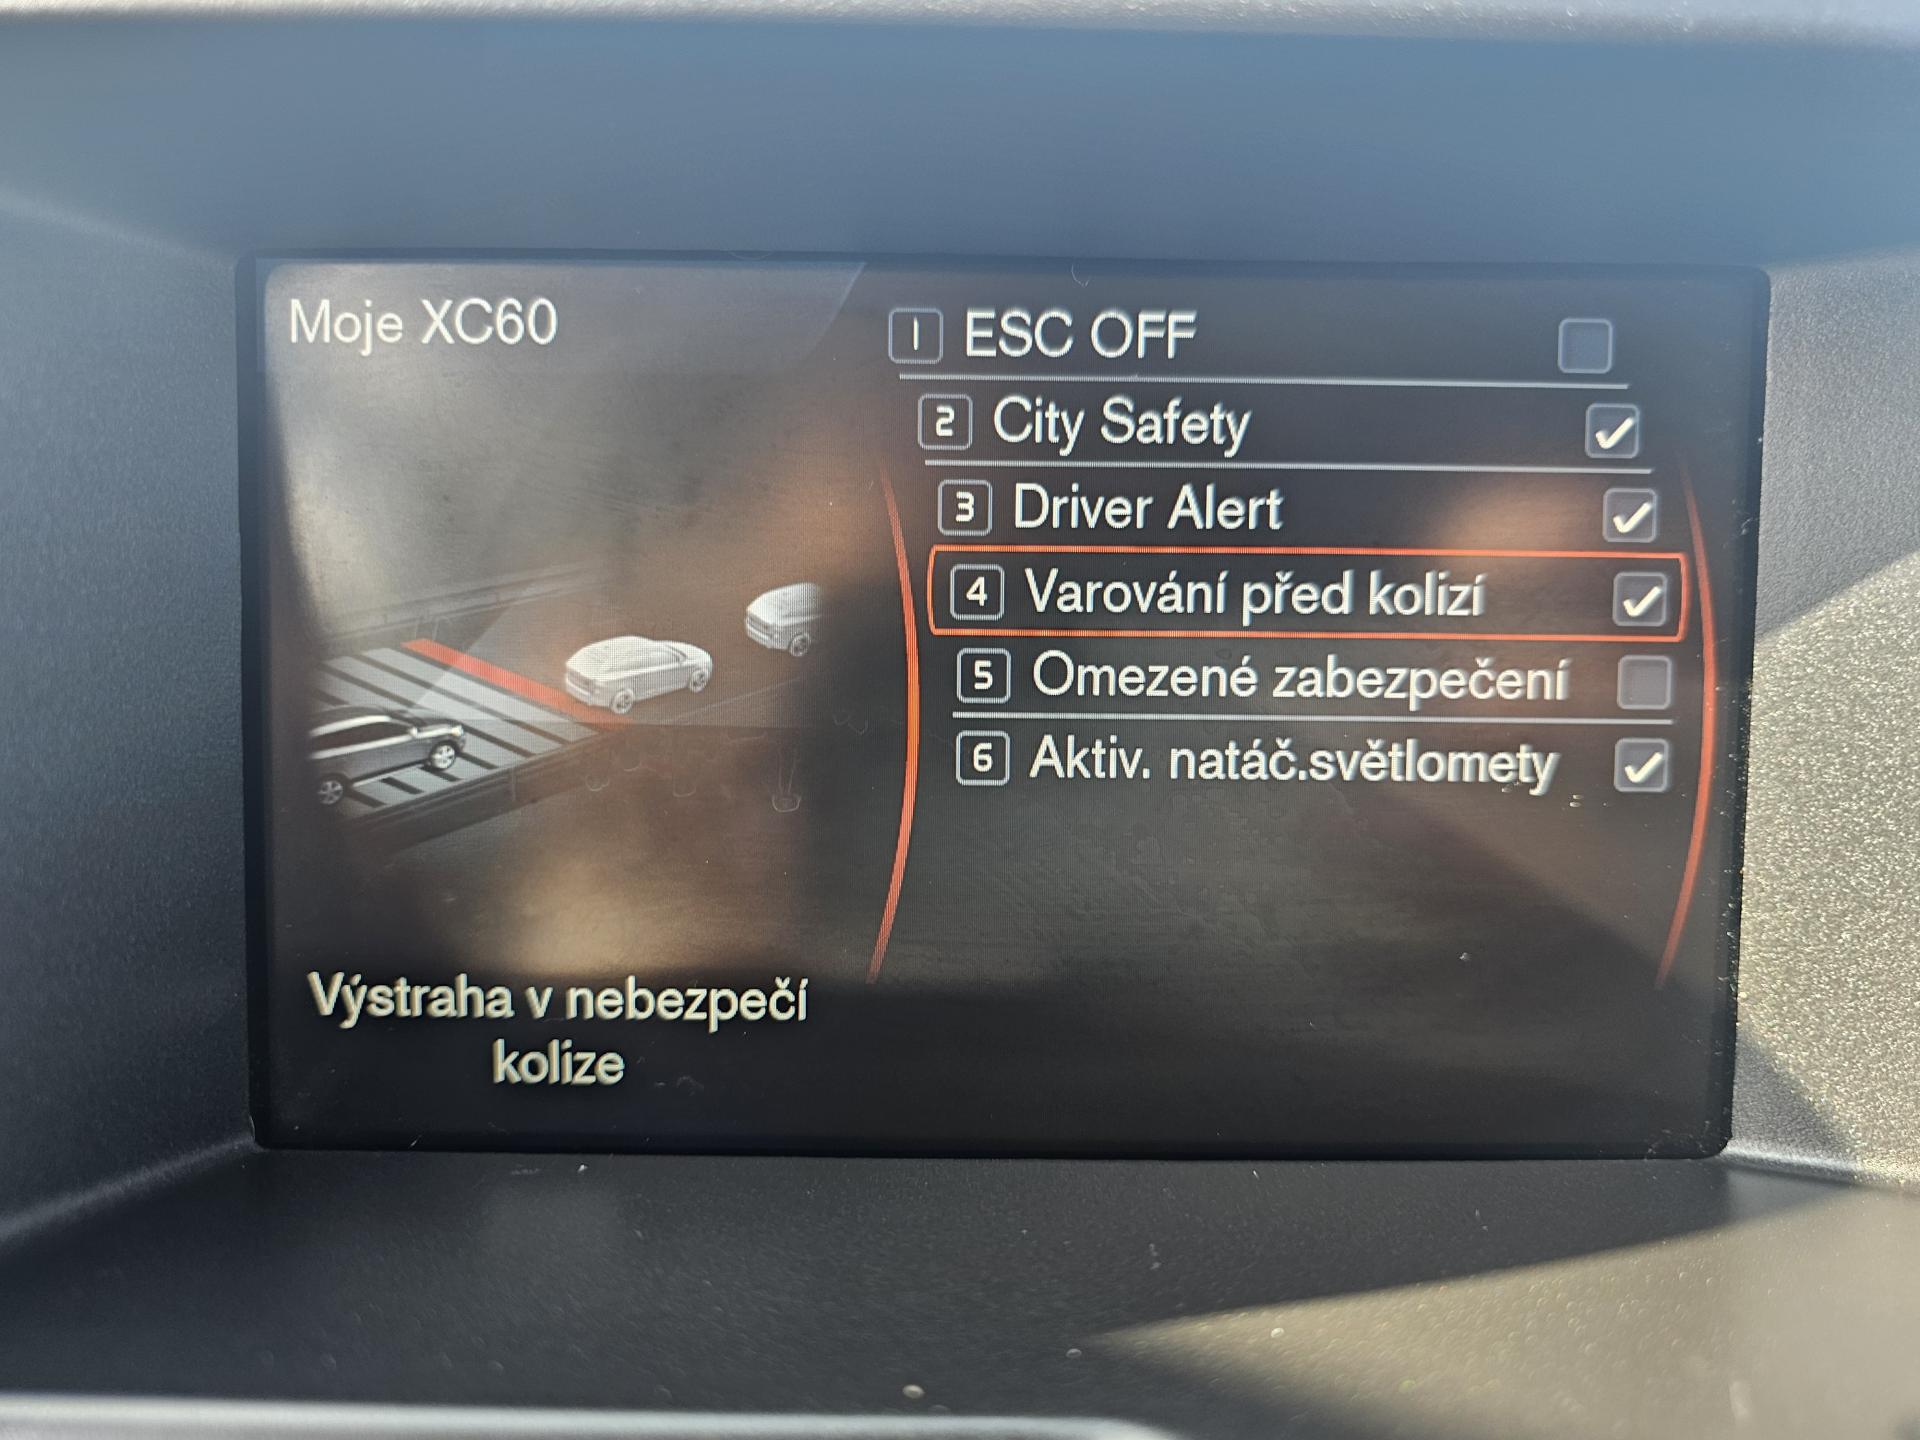 Moje XC60
1 ESC OFF
2 City Safety
3 Driver Alert
4 Varování před kolizí
5 Omezené zabezpečení
6 Aktiv. natáč.světlomety
Výstraha v nebezpečí
kolize